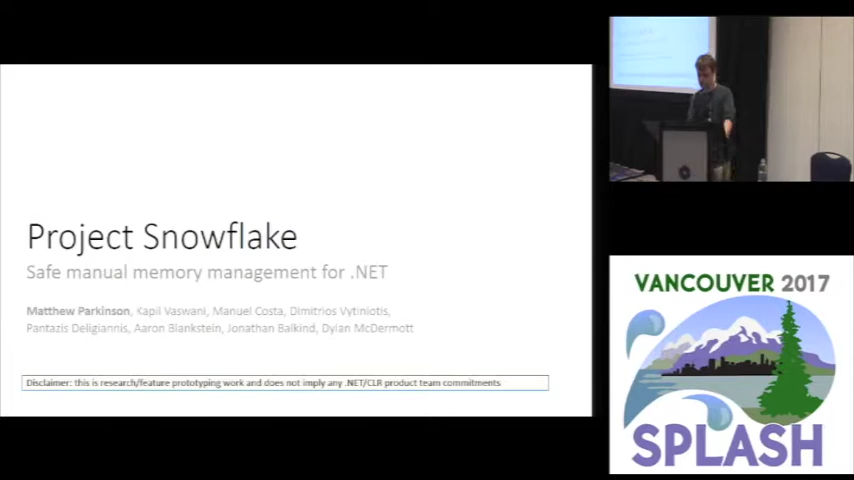 Project Snowflake
Safe manual memory management for .NET
Matthew Parkinson, Kapil Vaswani, Manuel Costa, Dimitrios Vytiniotis,
Pantazis Deligiannis, Aaron Blankstein, Jonathan Balkind, Dylan McDermott
Disclaimer: this is research/feature prototyping work and does not imply any .NET/CLR product team commitments
VANCOUVER 2017
SPLASH